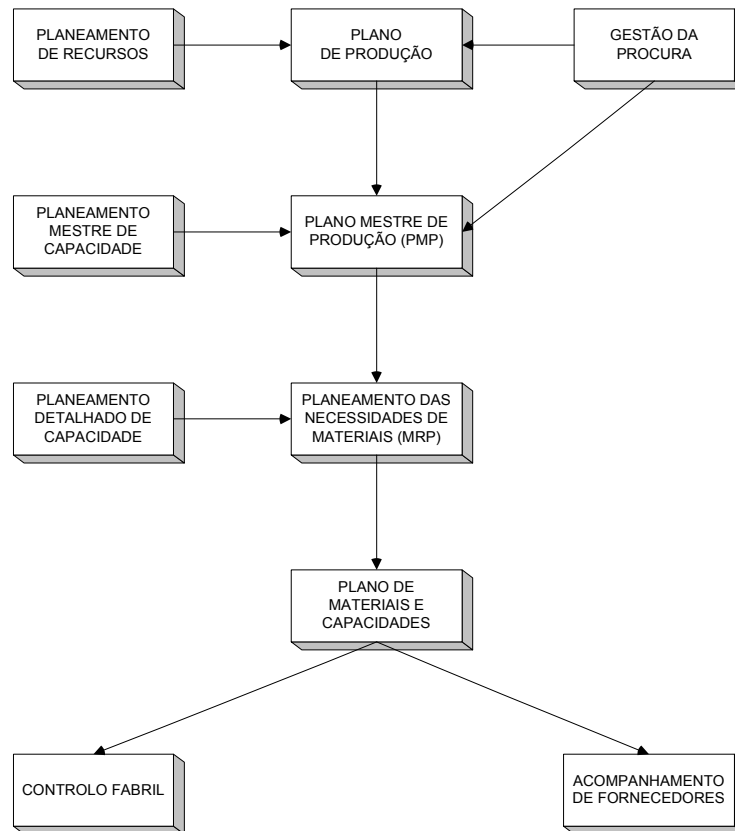 PLANEAMENTO
DE RECURSOS
PLANO
DE PRODUÇÃO
GESTÃO DA
PROCURA
PLANEAMENTO
MESTRE DE
CAPACIDADE
PLANO MESTRE DE
PRODUÇÃO (PMP)
PLANEAMENTO
DETALHADO DE
CAPACIDADE
PLANEAMENTO DAS
NECESSIDADES DE
MATERIAIS (MRP)
PLANO DE
MATERIAIS E
CAPACIDADES
CONTROLO FABRIL
ACOMPANHAMENTO
DE FORNECEDORES